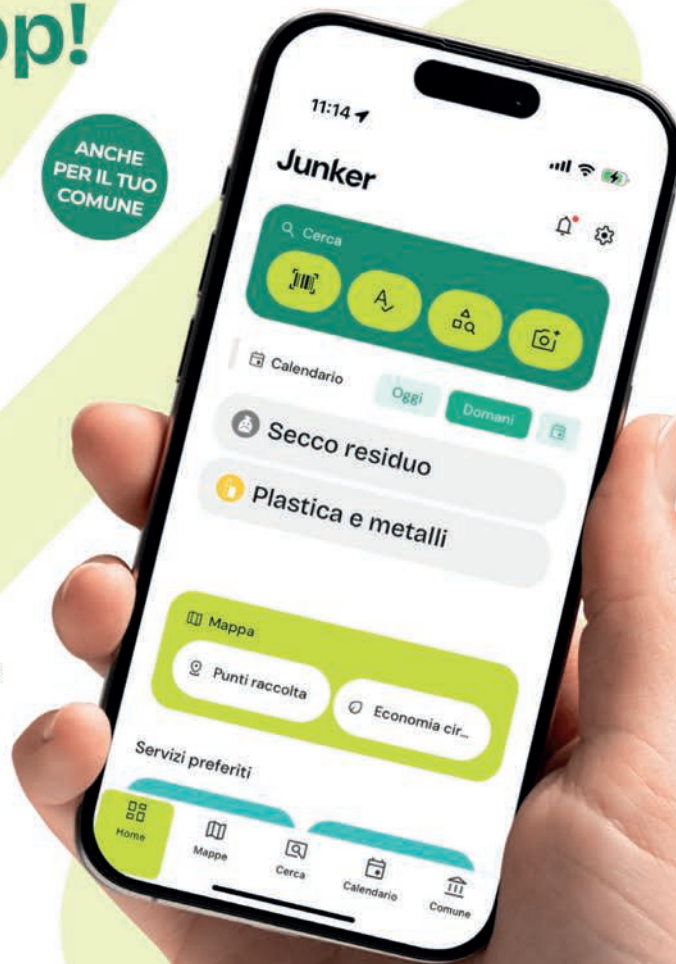 pp!
ANCHE
PER IL TUO
COMUNE
11:14
Junker
Cerca
Calendario
Oggi
Domani
Secco residuo
Plastica e metalli
Mappa
Punti raccolta
Economia cir...
Servizi preferiti
Home
Mappe
Cerca
Calendario
Comune